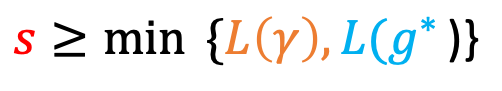 s ≥ min {L(γ), L(g*)}